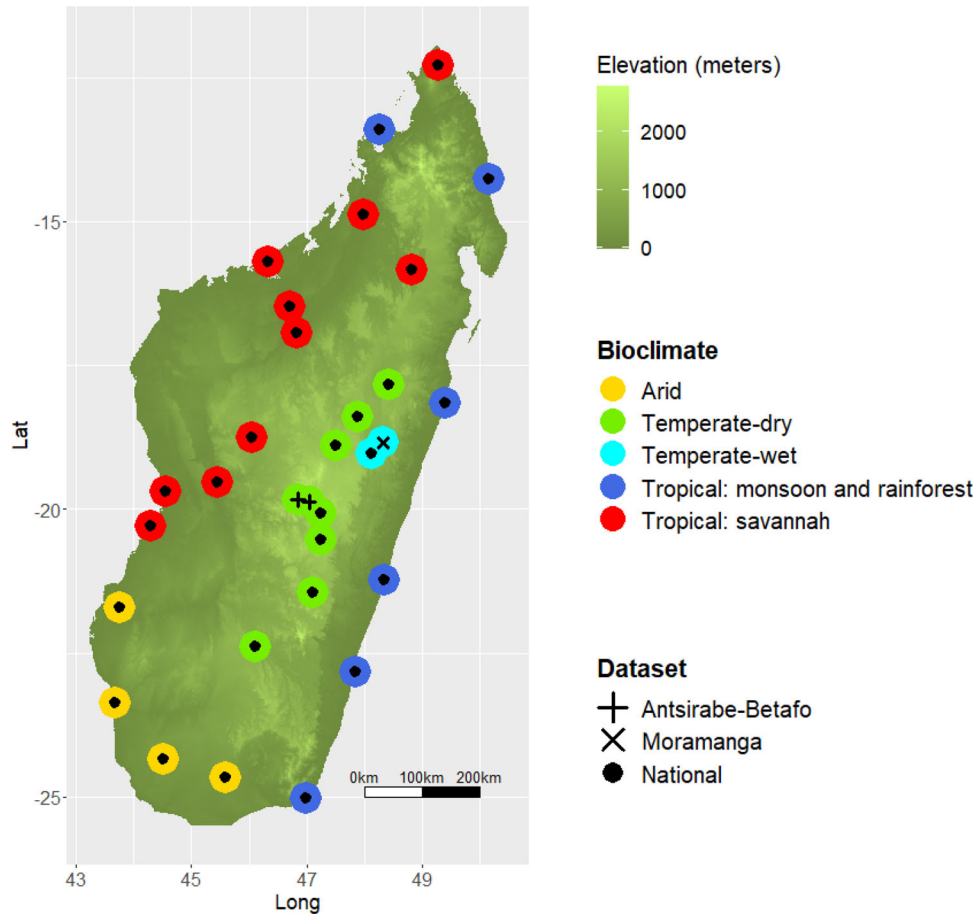 Elevation (meters)
2000
1000
0
-15
Bioclimate
Arid
Temperate-dry
Temperate-wet
Tropical: monsoon and rainforest
Tropical: savannah
Lat
-20
Dataset
Antsirabe-Betafo
Moramanga
National
0km 100km 200km
-25
43 45 47 49
Long